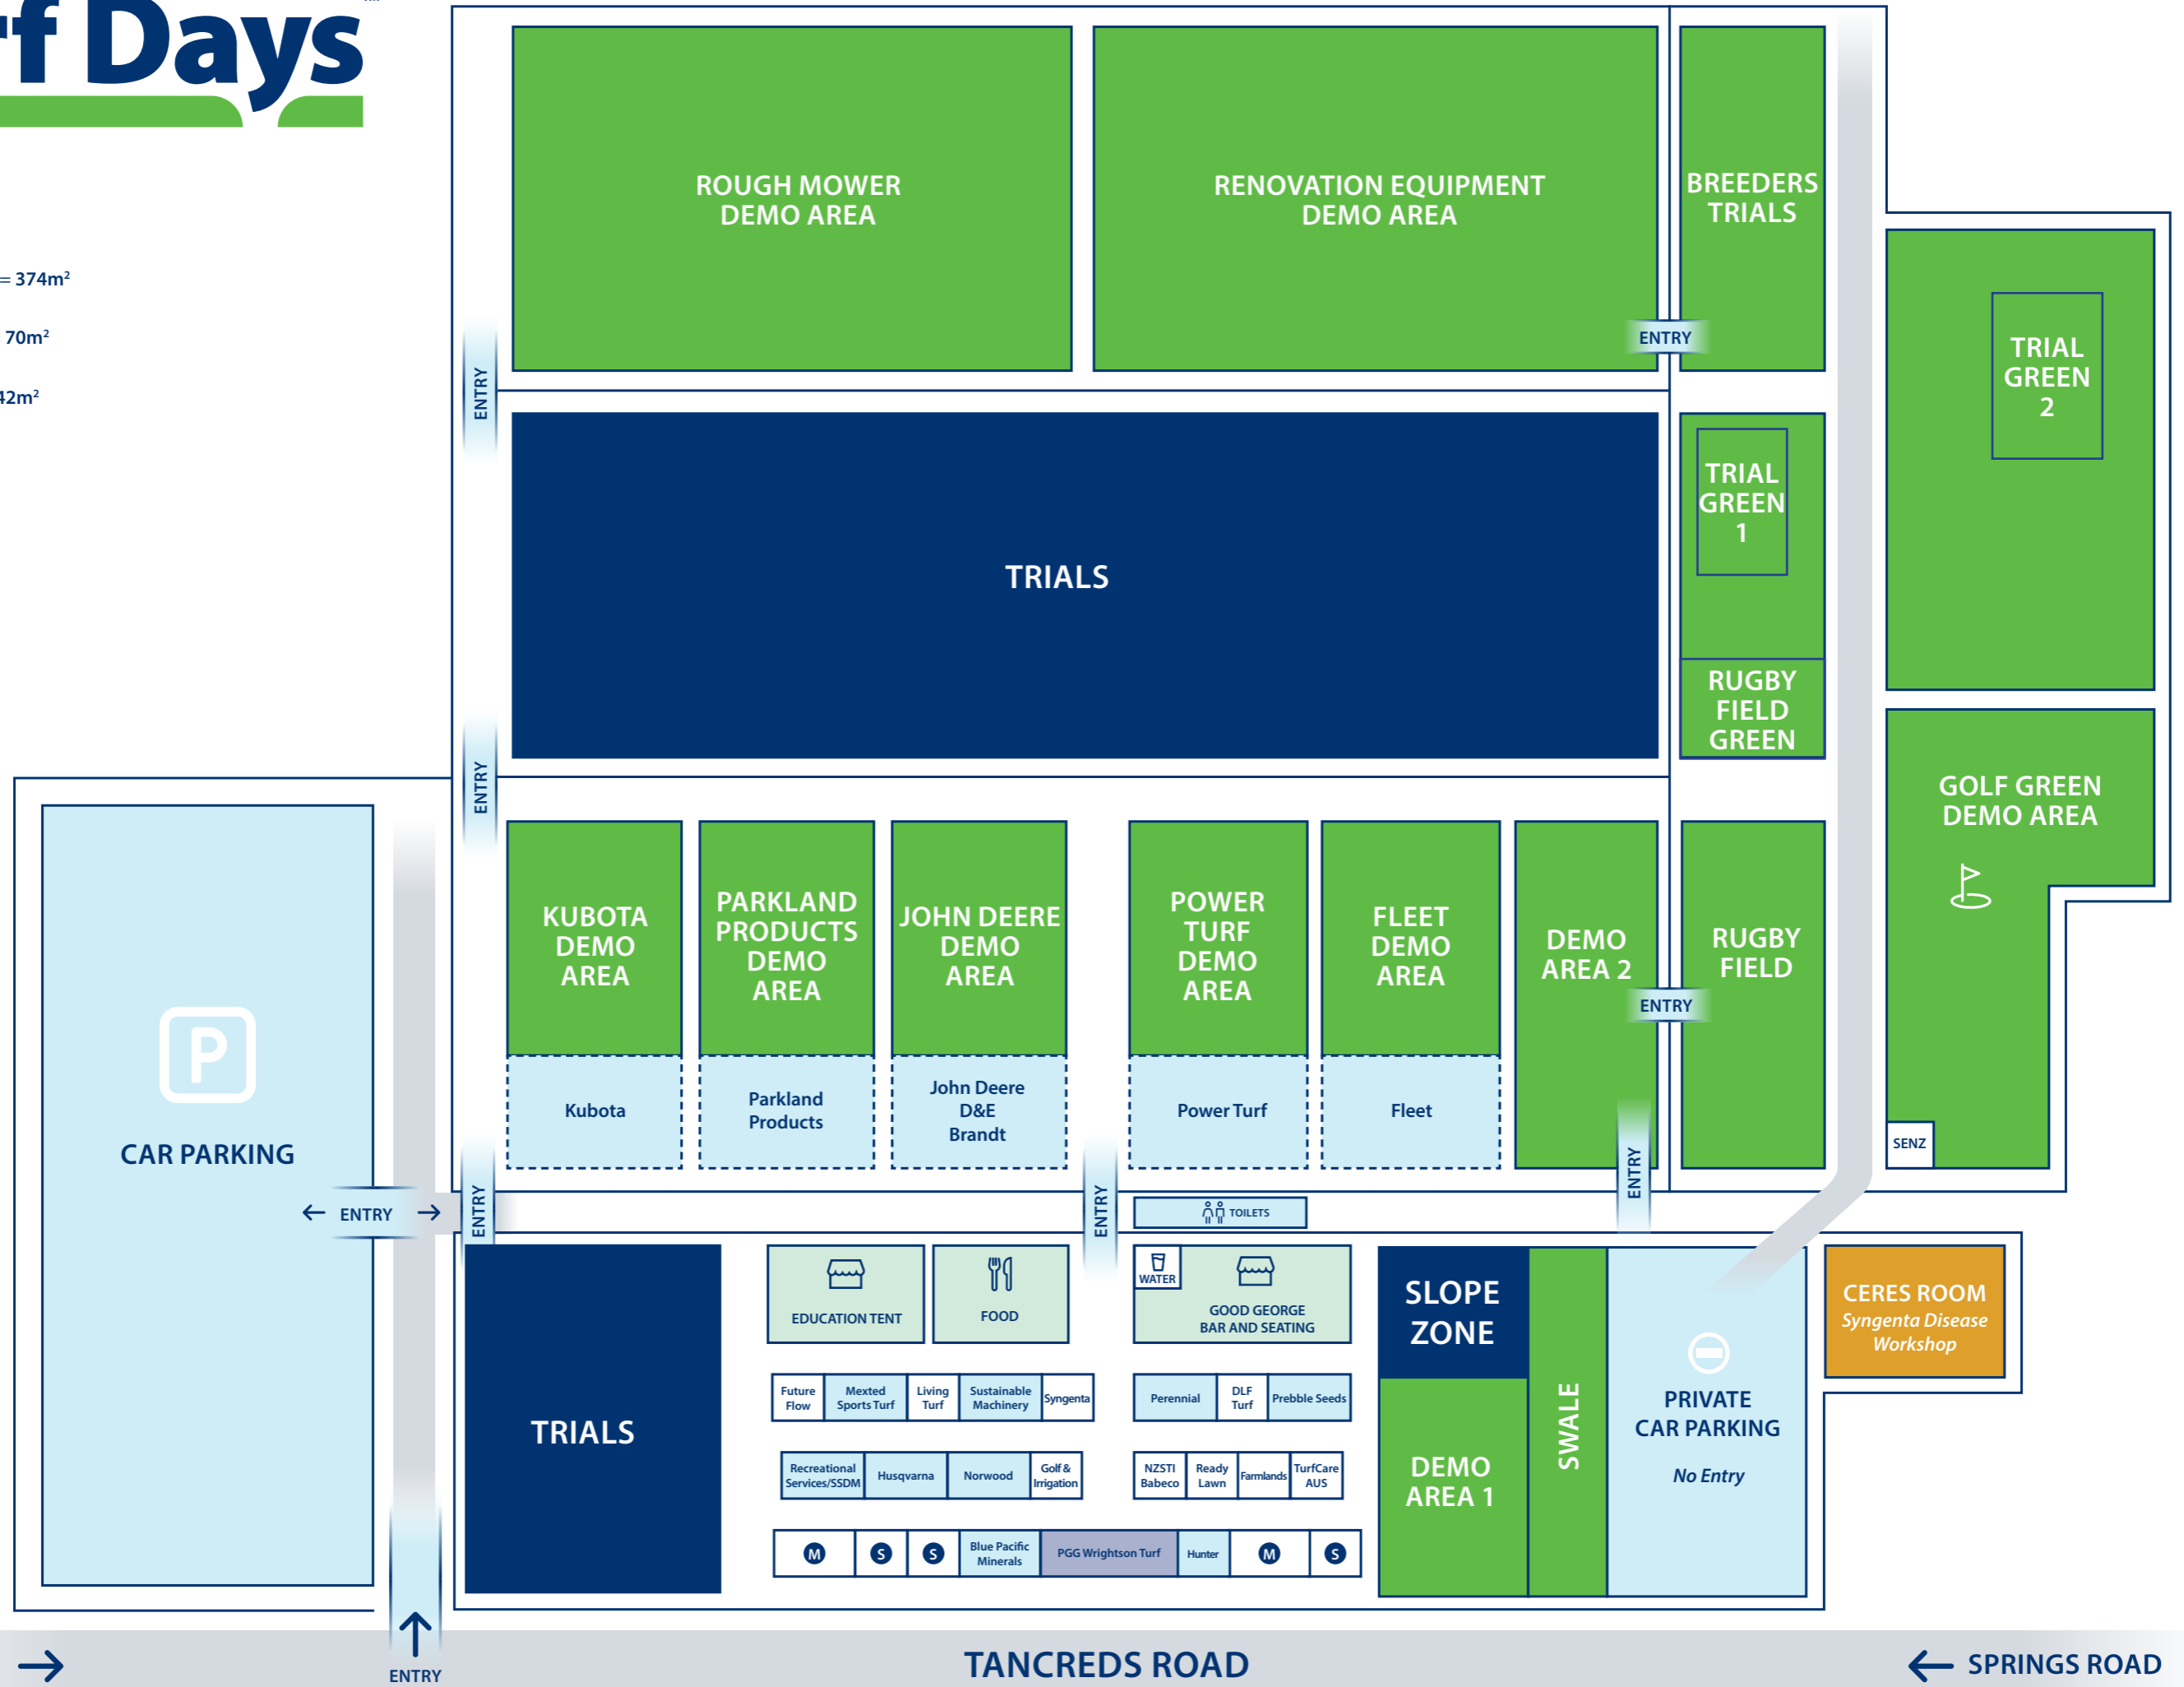 rf Days
= 374m²
70m²
42m²
ROUGH MOWER
DEMO AREA
RENOVATION EQUIPMENT
DEMO AREA
BREEDERS
TRIALS
ENTRY
ENTRY
TRIAL
GREEN
2
TRIALS
TRIAL
GREEN
1
RUGBY
FIELD
GREEN
ENTRY
GOLF GREEN
DEMO AREA
KUBOTA
DEMO
AREA
PARKLAND
PRODUCTS
DEMO
AREA
JOHN DEERE
DEMO
AREA
POWER
TURF
DEMO
AREA
FLEET
DEMO
AREA
DEMO
AREA 2
RUGBY
FIELD
ENTRY
P
CAR PARKING
Kubota
Parkland
Products
John Deere
D&E
Brandt
Power Turf
Fleet
SENZ
ENTRY
← ENTRY →
ENTRY
ENTRY
TOILETS
TRIALS
EDUCATION TENT
FOOD
WATER
GOOD GEORGE
BAR AND SEATING
SLOPE
ZONE
DEMO
AREA 1
SWALE
PRIVATE
CAR PARKING
No Entry
CERES ROOM
Syngenta Disease
Workshop
Future
Flow
Mexted
Sports Turf
Living
Turf
Sustainable
Machinery
Syngenta
Perennial
DLF
Turf
Prebble Seeds
Recreational
Services/SSDM
Husqvarna
Norwood
Golf &
Irrigation
NZSTI
Babeco
Ready
Lawn
Farmlands
TurfCare
AUS
M
S
S
Blue Pacific
Minerals
PGG Wrightson Turf
Hunter
M
S
→
↑
ENTRY
TANCREDS ROAD
← SPRINGS ROAD